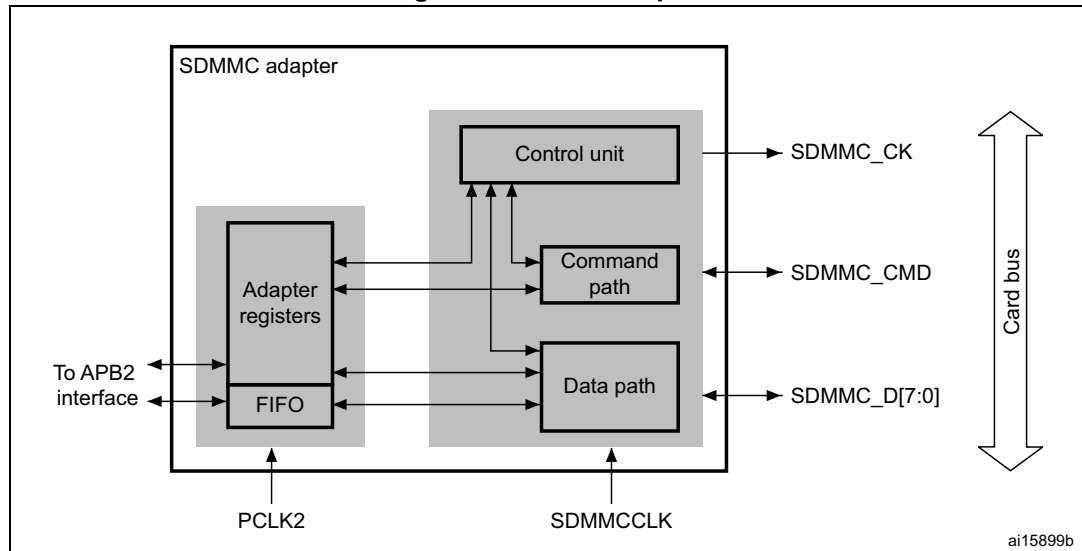 SDMMC adapter
Control unit
SDMMC_CK
Adapter
registers
Command
path
SDMMC_CMD
Card bus
To APB2
interface
FIFO
Data path
SDMMC_D[7:0]
PCLK2
SDMMCCLK
ai15899b